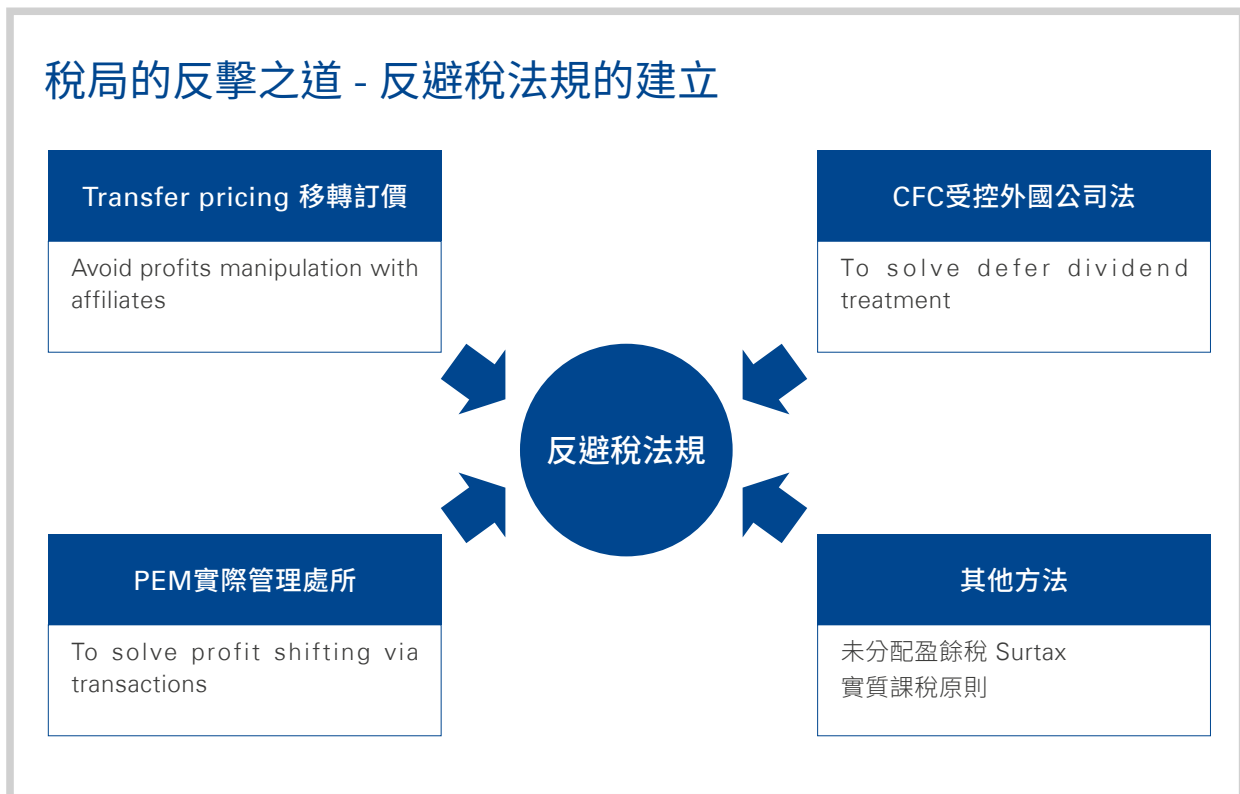 稅局的反擊之道 - 反避稅法規的建立
Transfer pricing 移轉訂價
Avoid profits manipulation with
affiliates
CFC受控外國公司法
To solve defer dividend
treatment
反避稅法規
PEM實際管理處所
To solve profit shifting via
transactions
其他方法
未分配盈餘稅 Surtax
實質課稅原則